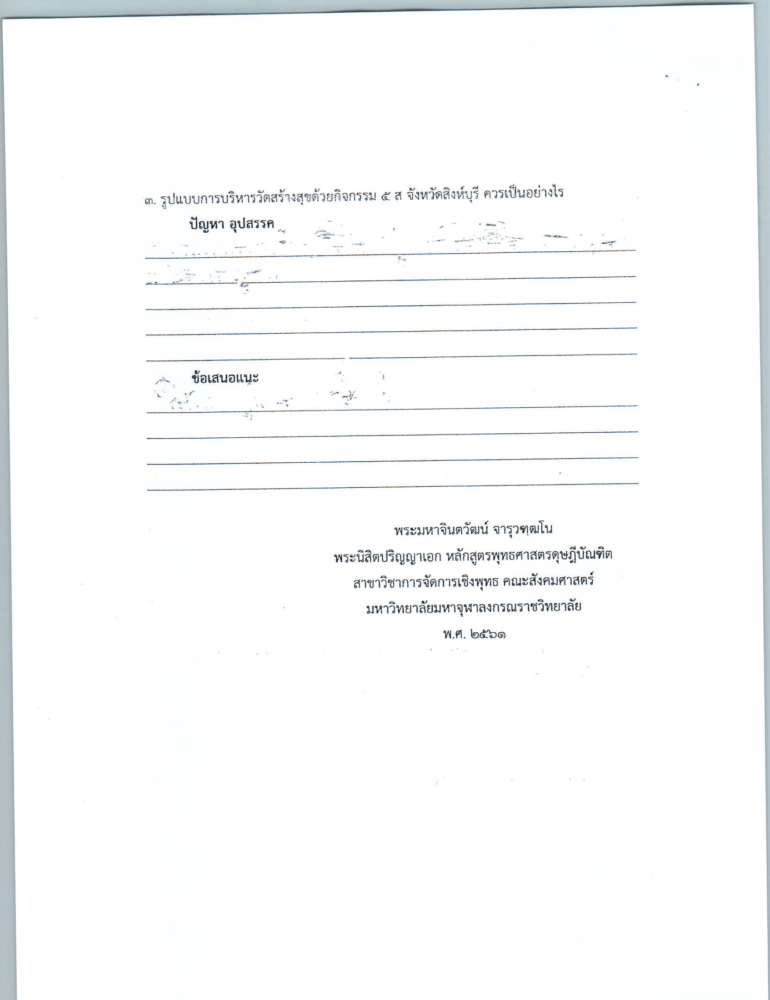 ๓. รูปแบบการบริหารวัดสร้างสุขด้วยกิจกรรม ๕ ส จังหวัดสิงห์บุรี ควรเป็นอย่างไร
ปัญหา อุปสรรค
ข้อเสนอแนะ
พระมหาจินตวัฒน์ จารุวฑฺฒโน
พระนิสิตปริญญาเอก หลักสูตรพุทธศาสตรดุษฎีบัณฑิต
สาขาวิชาการจัดการเชิงพุทธ คณะสังคมศาสตร์
มหาวิทยาลัยมหาจุฬาลงกรณราชวิทยาลัย
พ.ศ. ๒๕๖๑